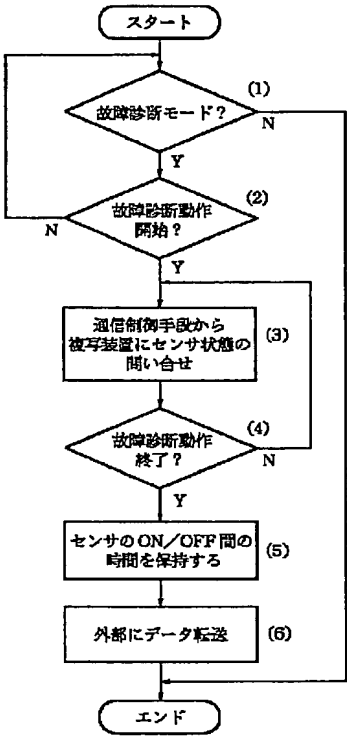 スタート
(1)
故障診断モード?
N
Y
(2)
故障診断動作
開始?
N
Y
通信制御手段から
複写装置にセンサ状態の
問い合せ
(3)
(4)
故障診断動作
終了?
N
Y
センサのON/OFF間の
時間を保持する
(5)
外部にデータ転送
(6)
エンド